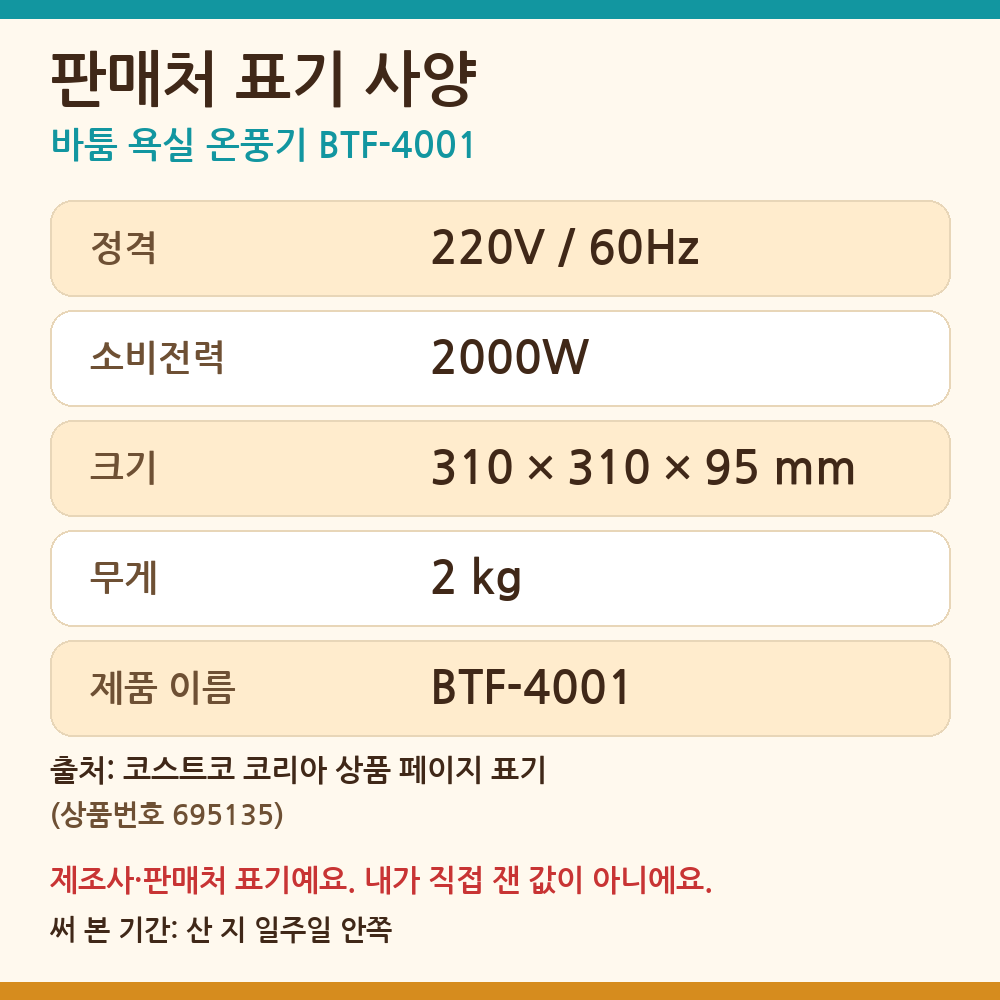 판매처 표기 사양
바툼 욕실 온풍기 BTF-4001
정격 220V / 60Hz
소비전력 2000W
크기 310 × 310 × 95 mm
무게 2 kg
제품 이름 BTF-4001
출처: 코스트코 코리아 상품 페이지 표기
(상품번호 695135)
제조사·판매처 표기예요. 내가 직접 잰 값이 아니에요.
써 본 기간: 산 지 일주일 안쪽